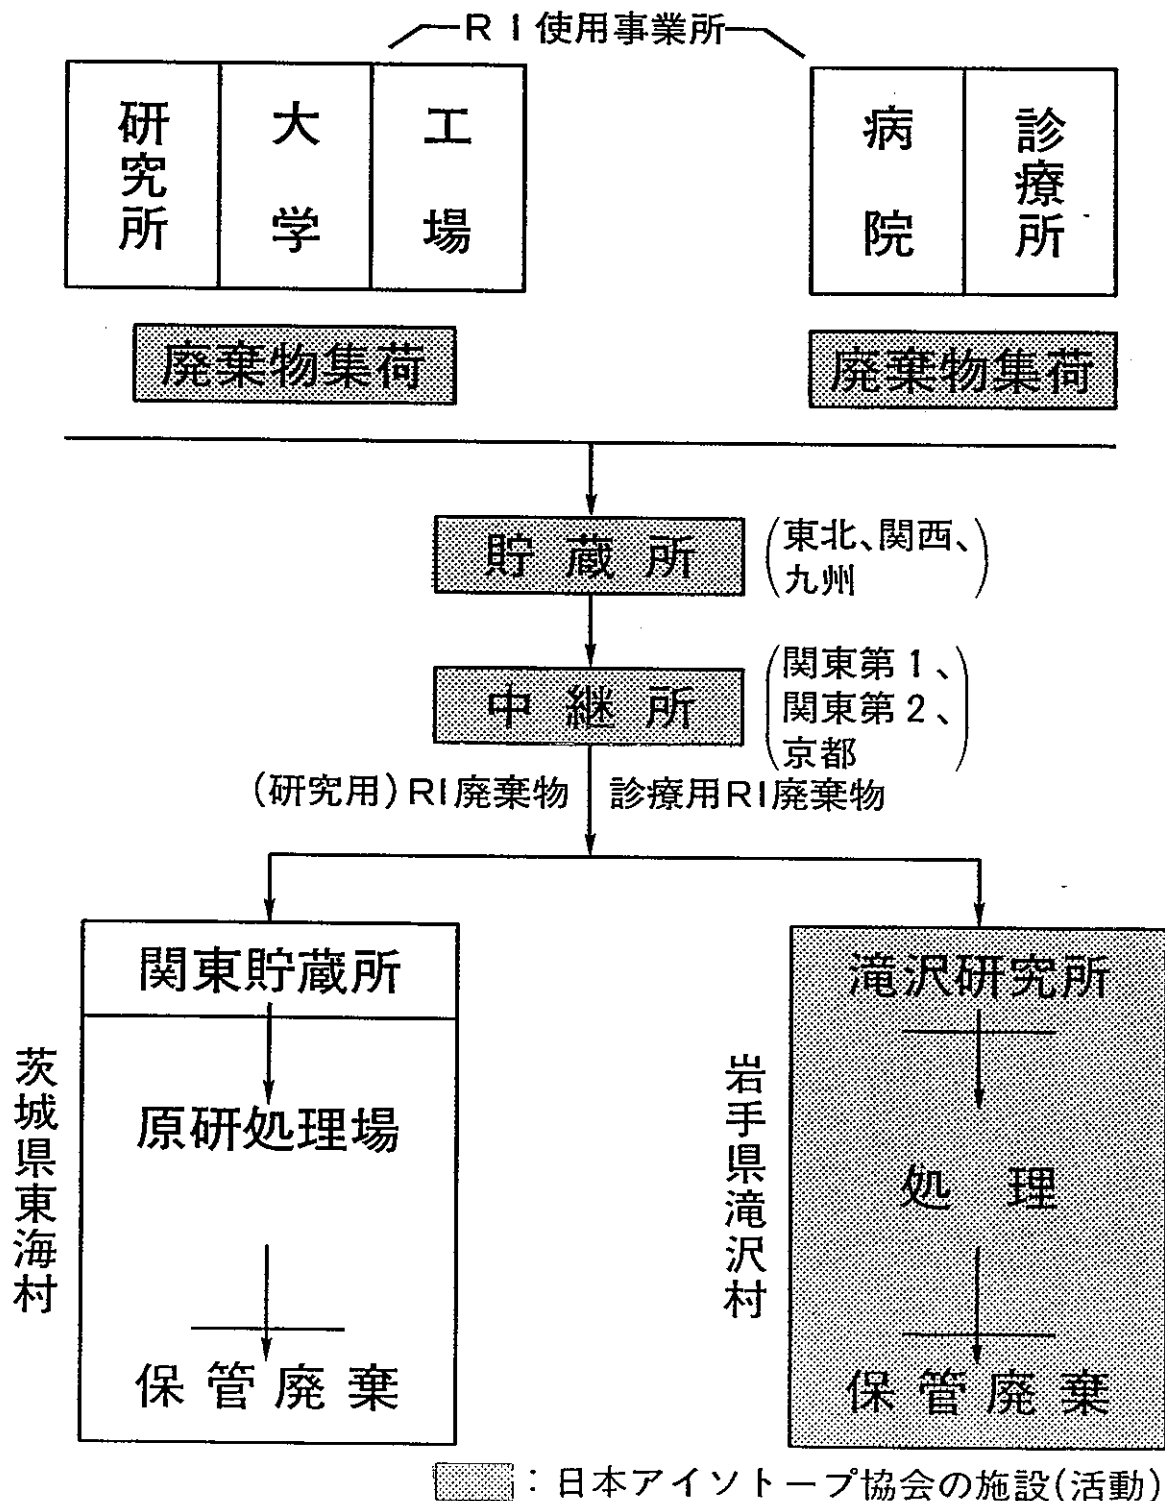 RI使用事業所
研究所
大学
工場
病院
診療所
廃棄物集荷
廃棄物集荷
貯蔵所
(東北、関西、
九州)
中継所
(関東第1、
関東第2、
京都)
(研究用)RI廃棄物
診療用RI廃棄物
関東貯蔵所
原研処理場
保管廃棄
茨城県東海村
滝沢研究所
処理
保管廃棄
岩手県滝沢村
：日本アイソトープ協会の施設(活動)